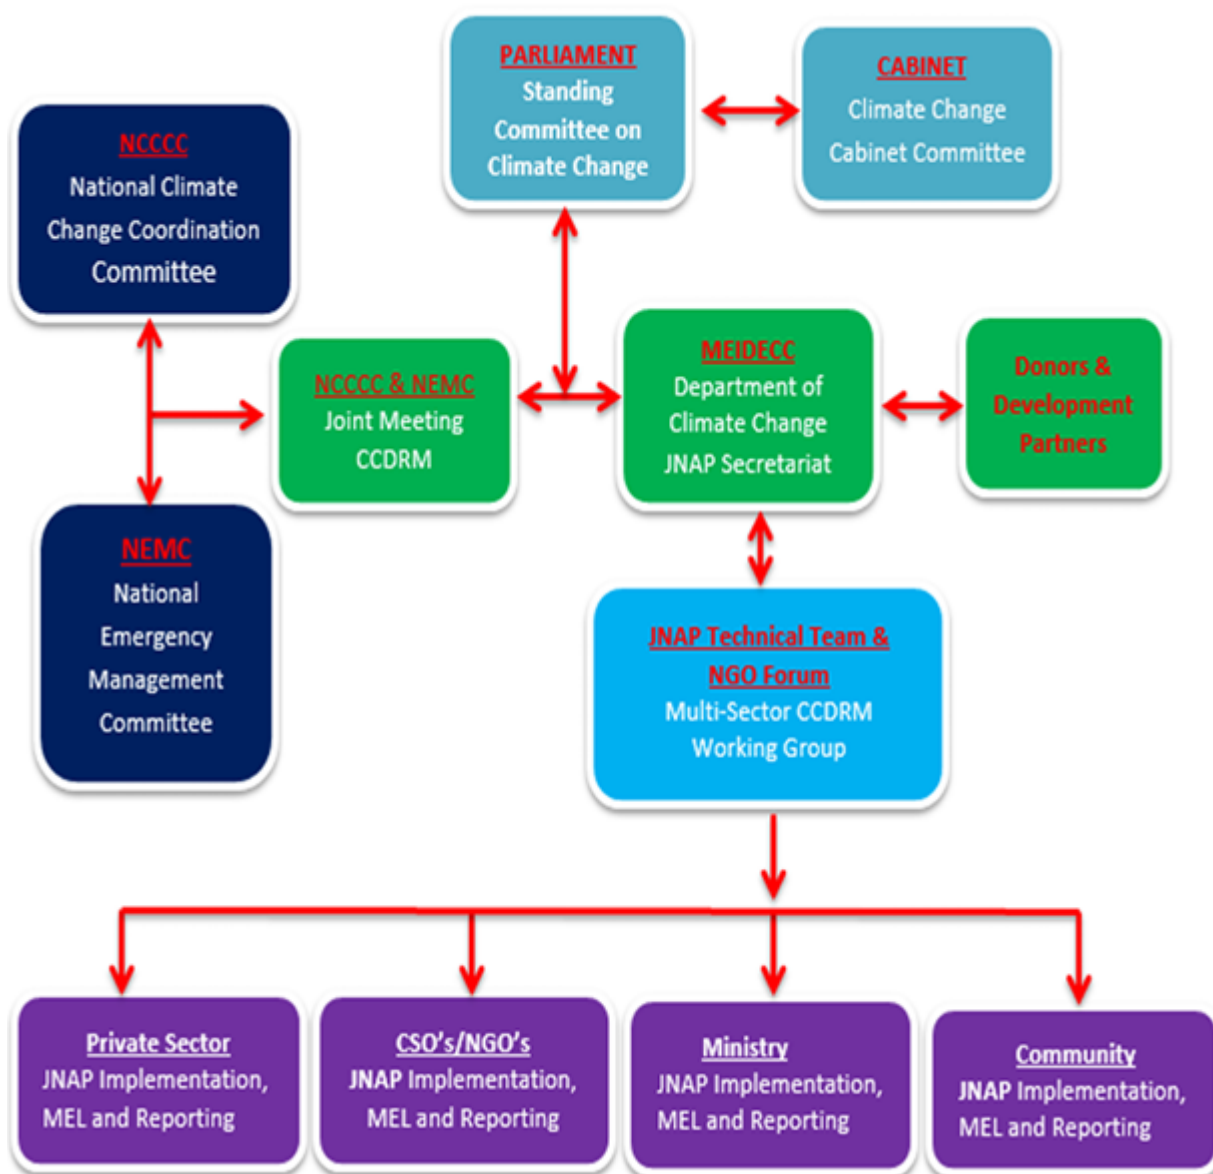 PARLIAMENT
Standing
Committee on
Climate Change
CABINET
Climate Change
Cabinet Committee
NCCCC
National Climate
Change Coordination
Committee
NCCCC & NEMC
Joint Meeting
CCDRM
MEIDECC
Department of
Climate Change
JNAP Secretariat
Donors &
Development
Partners
NEMC
National
Emergency
Management
Committee
JNAP Technical Team &
NGO Forum
Multi-Sector CCDRM
Working Group
Private Sector
JNAP Implementation,
MEL and Reporting
CSO's/NGO's
JNAP Implementation,
MEL and Reporting
Ministry
JNAP Implementation,
MEL and Reporting
Community
JNAP Implementation,
MEL and Reporting